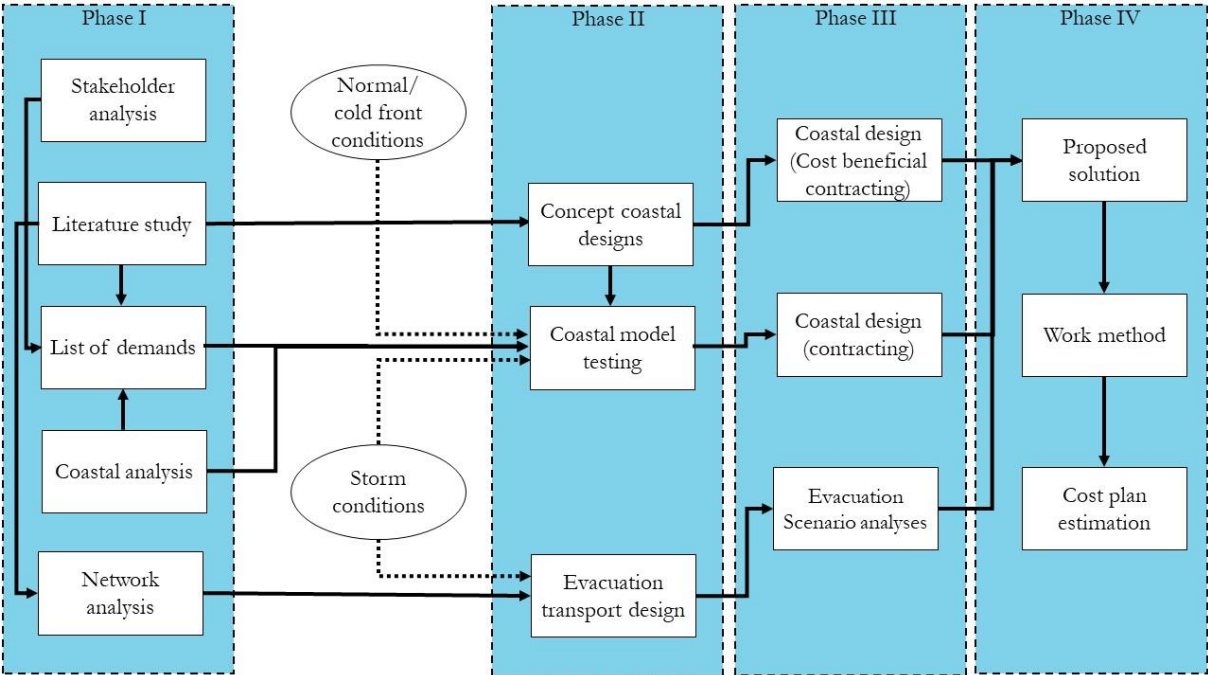 Phase I
Stakeholder
analysis
Literature study
List of demands
Coastal analysis
Network
analysis
Normal/
cold front
conditions
Storm
conditions
Phase II
Concept coastal
designs
Coastal model
testing
Evacuation
transport design
Phase III
Coastal design
(Cost beneficial
contracting)
Coastal design
(contracting)
Evacuation
Scenario analyses
Phase IV
Proposed
solution
Work method
Cost plan
estimation